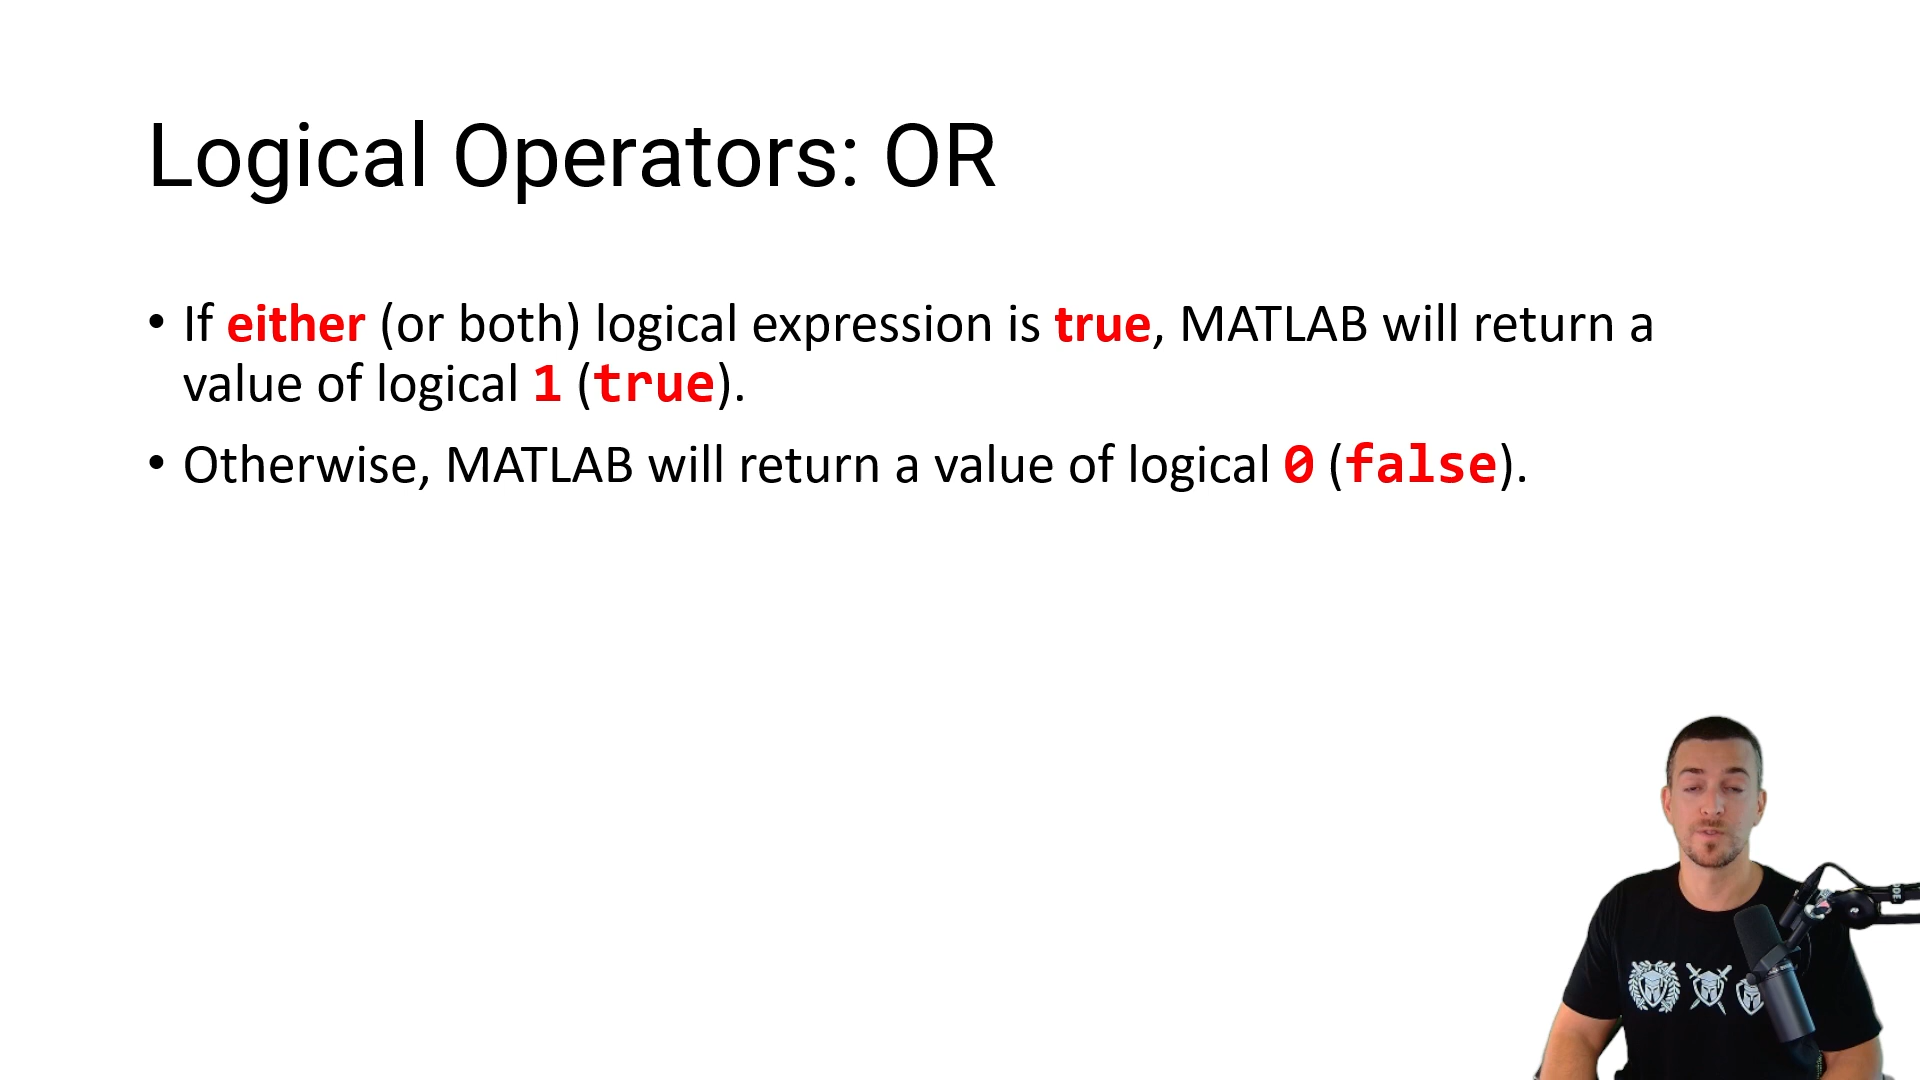 Logical Operators: OR
• If either (or both) logical expression is true, MATLAB will return a
value of logical 1 (true).
• Otherwise, MATLAB will return a value of logical 0 (false).